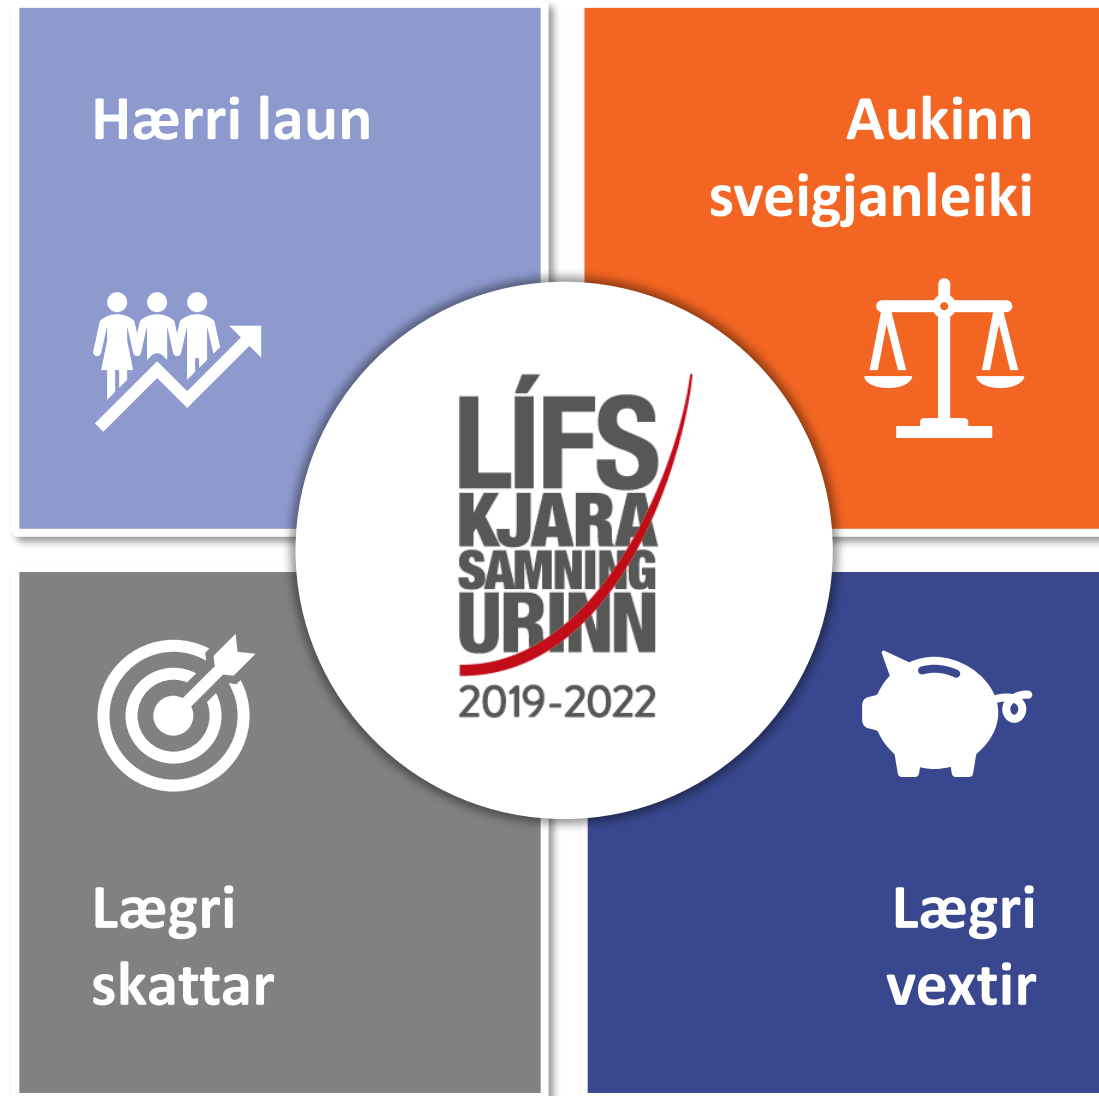 Hærri laun
Aukinn
sveigjanleiki
LÍFS
KJARA
SAMNING
URINN
2019-2022
Lægri
skattar
Lægri
vextir